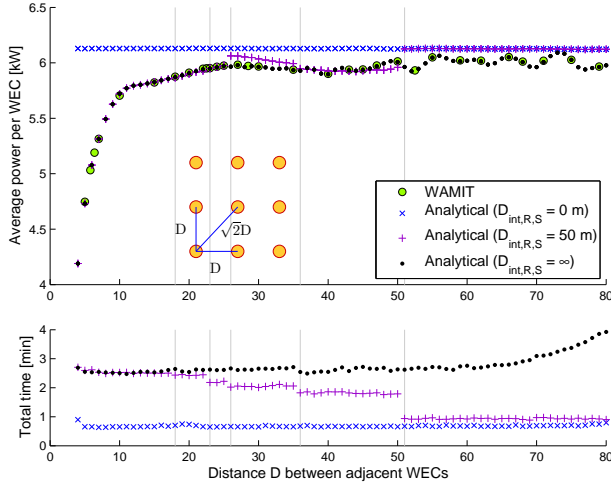 Average power per WEC [kW]
6.5
6
5.5
5
4.5
4
0 10 20 30 40 50 60 70 80
D
√2D
D
WAMIT
Analytical (D_int,R,S = 0 m)
Analytical (D_int,R,S = 50 m)
Analytical (D_int,R,S = ∞)
Total time [min]
4
3
2
1
0
0 10 20 30 40 50 60 70 80
Distance D between adjacent WECs